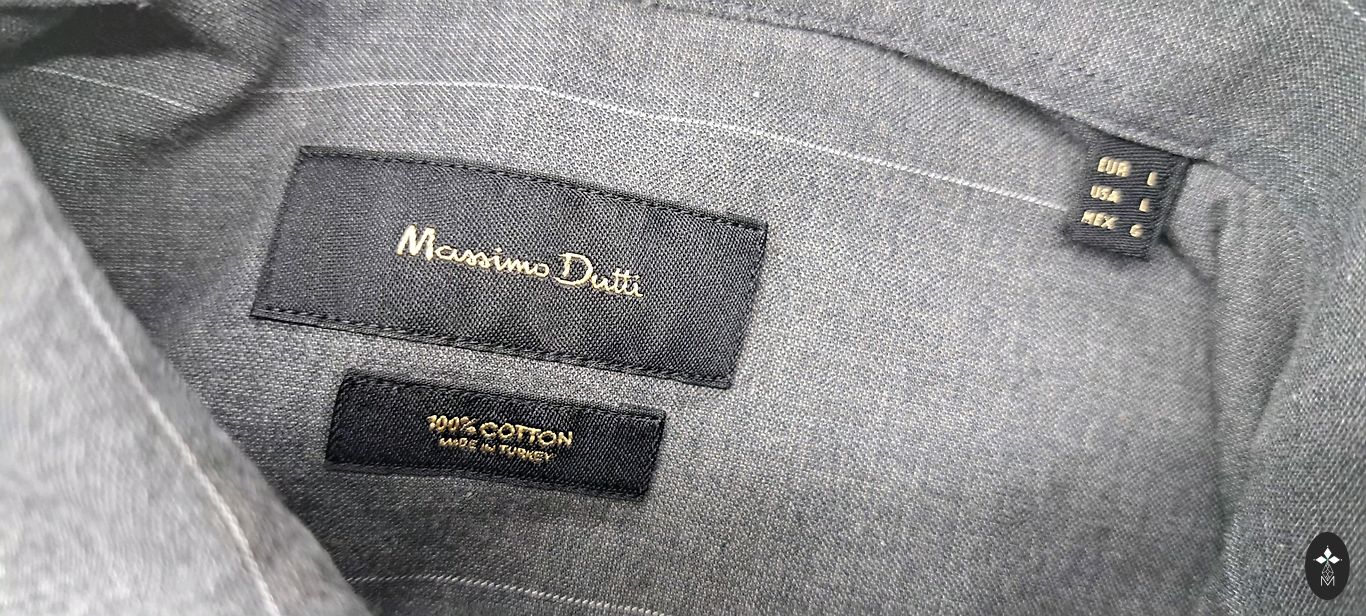 Massimo Dutti
100% COTTON
MADE IN TURKEY
EUR L
USA L
MEX G
M